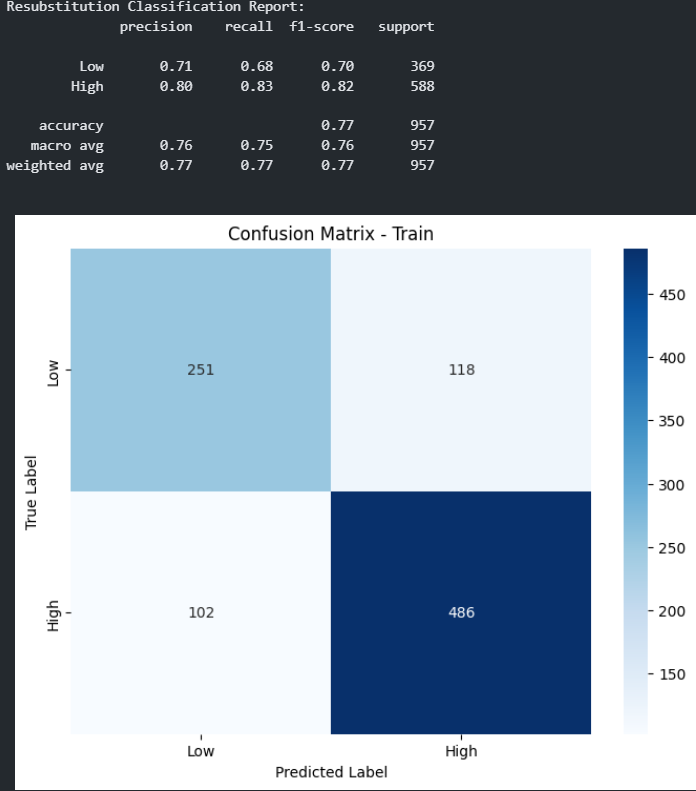 Resubstitution Classification Report:
precision recall f1-score support
Low 0.71 0.68 0.70 369
High 0.80 0.83 0.82 588
accuracy 0.77 957
macro avg 0.76 0.75 0.76 957
weighted avg 0.77 0.77 0.77 957
Confusion Matrix - Train
Low 251 118
High 102 486
Low High
True Label
Predicted Label
450
400
350
300
250
200
150